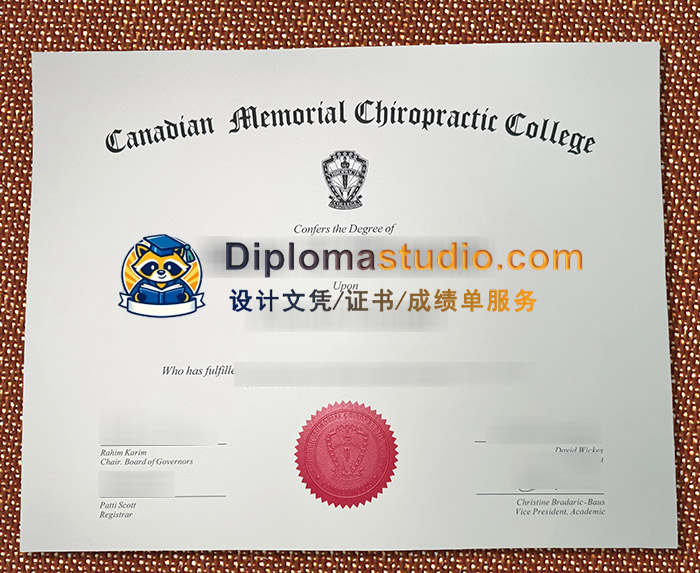 Canadian Memorial Chiropractic College
Confers the Degree of
Diplomastudio.com
Upon
设计文凭/证书/成绩单服务
Who has fulfille
Rahim Karim
Chair. Board of Governors
David Wickes
Patti Scott
Registrar
Christine Bradaric-Baus
Vice President, Academic